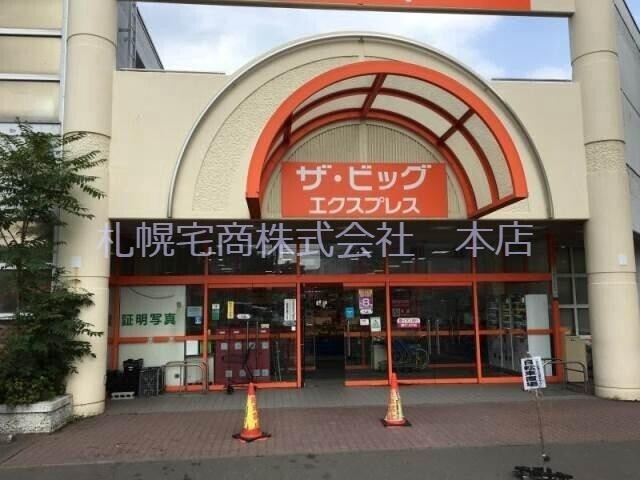 ザ・ビッグ
エクスプレス
札幌宅商株式会社　本店
証明写真